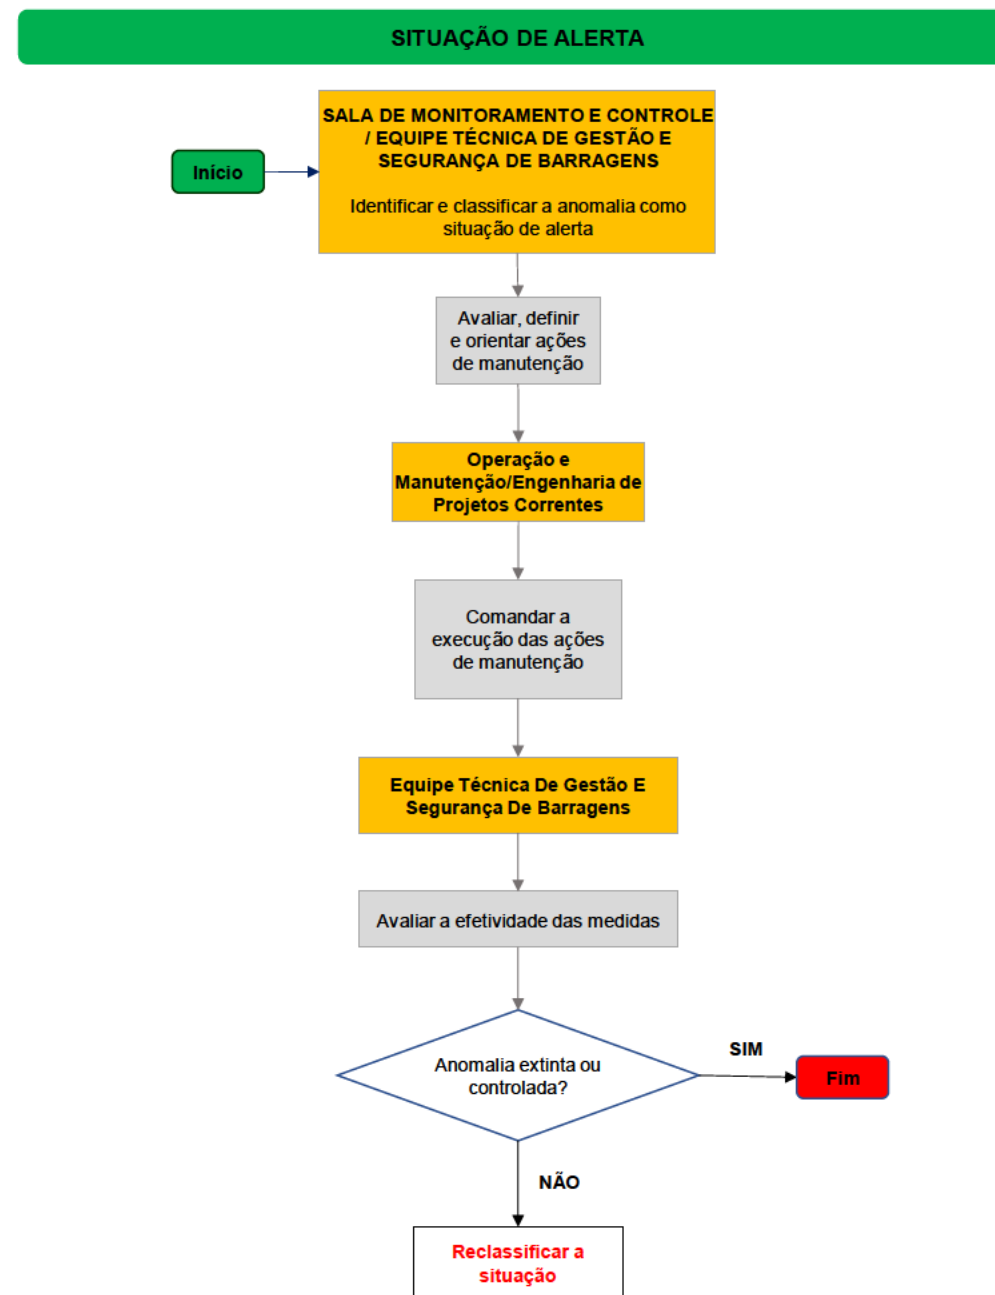 SITUAÇÃO DE ALERTA
SALA DE MONITORAMENTO E CONTROLE
/ EQUIPE TÉCNICA DE GESTÃO E
SEGURANÇA DE BARRAGENS
Início
Identificar e classificar a anomalia como
situação de alerta
Avaliar, definir
e orientar ações
de manutenção
Operação e
Manutenção/Engenharia de
Projetos Correntes
Comandar a
execução das ações
de manutenção
Equipe Técnica De Gestão E
Segurança De Barragens
Avaliar a efetividade das medidas
Anomalia extinta ou
controlada?
SIM
Fim
NÃO
Reclassificar a
situação